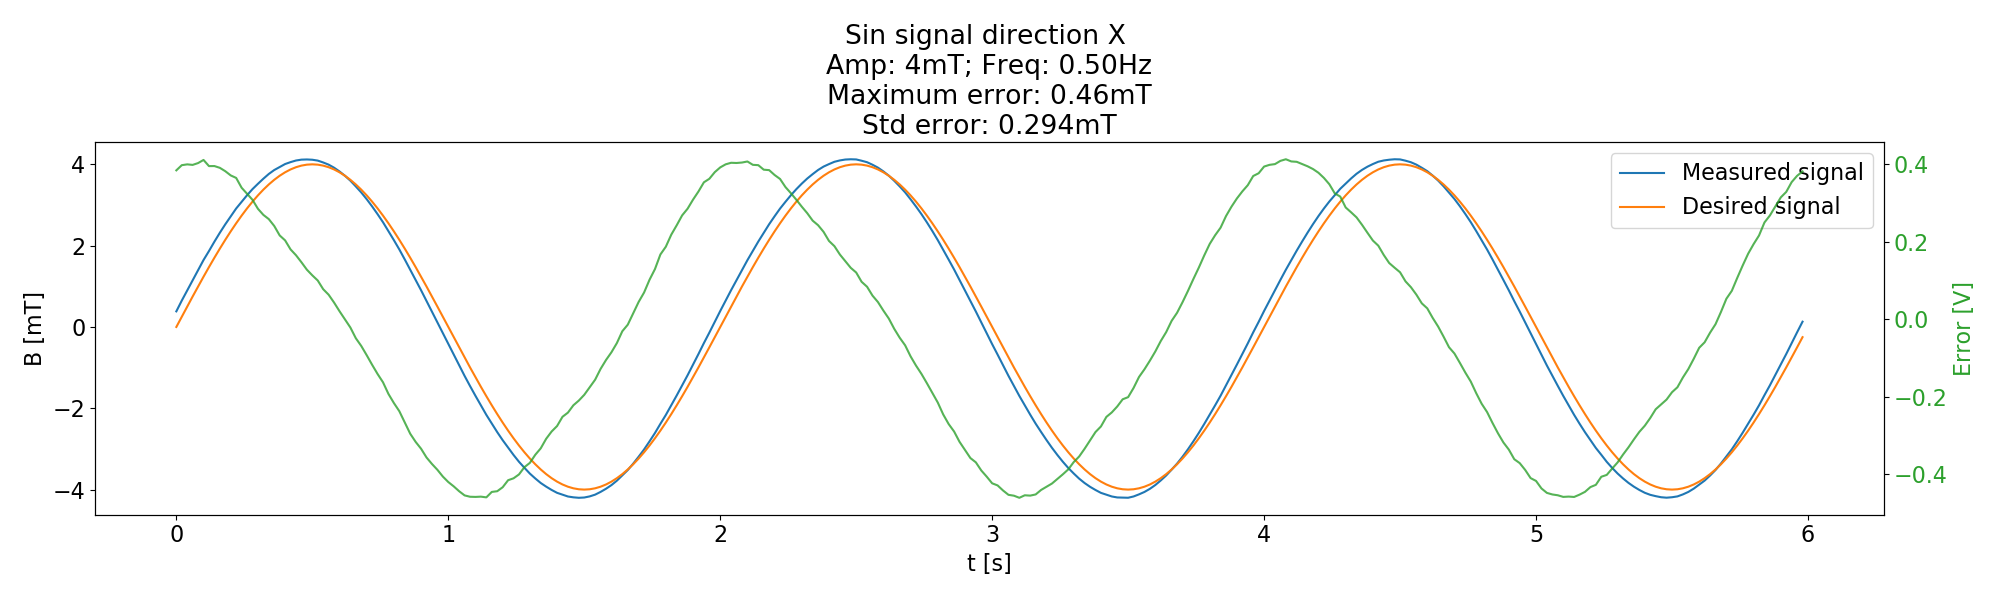 Sin signal direction X
Amp: 4mT; Freq: 0.50Hz
Maximum error: 0.46mT
Std error: 0.294mT
Measured signal
Desired signal
B [mT]
4
2
0
−2
−4
0.4
0.2
0.0
−0.2
−0.4
Error [V]
0 1 2 3 4 5 6
t [s]